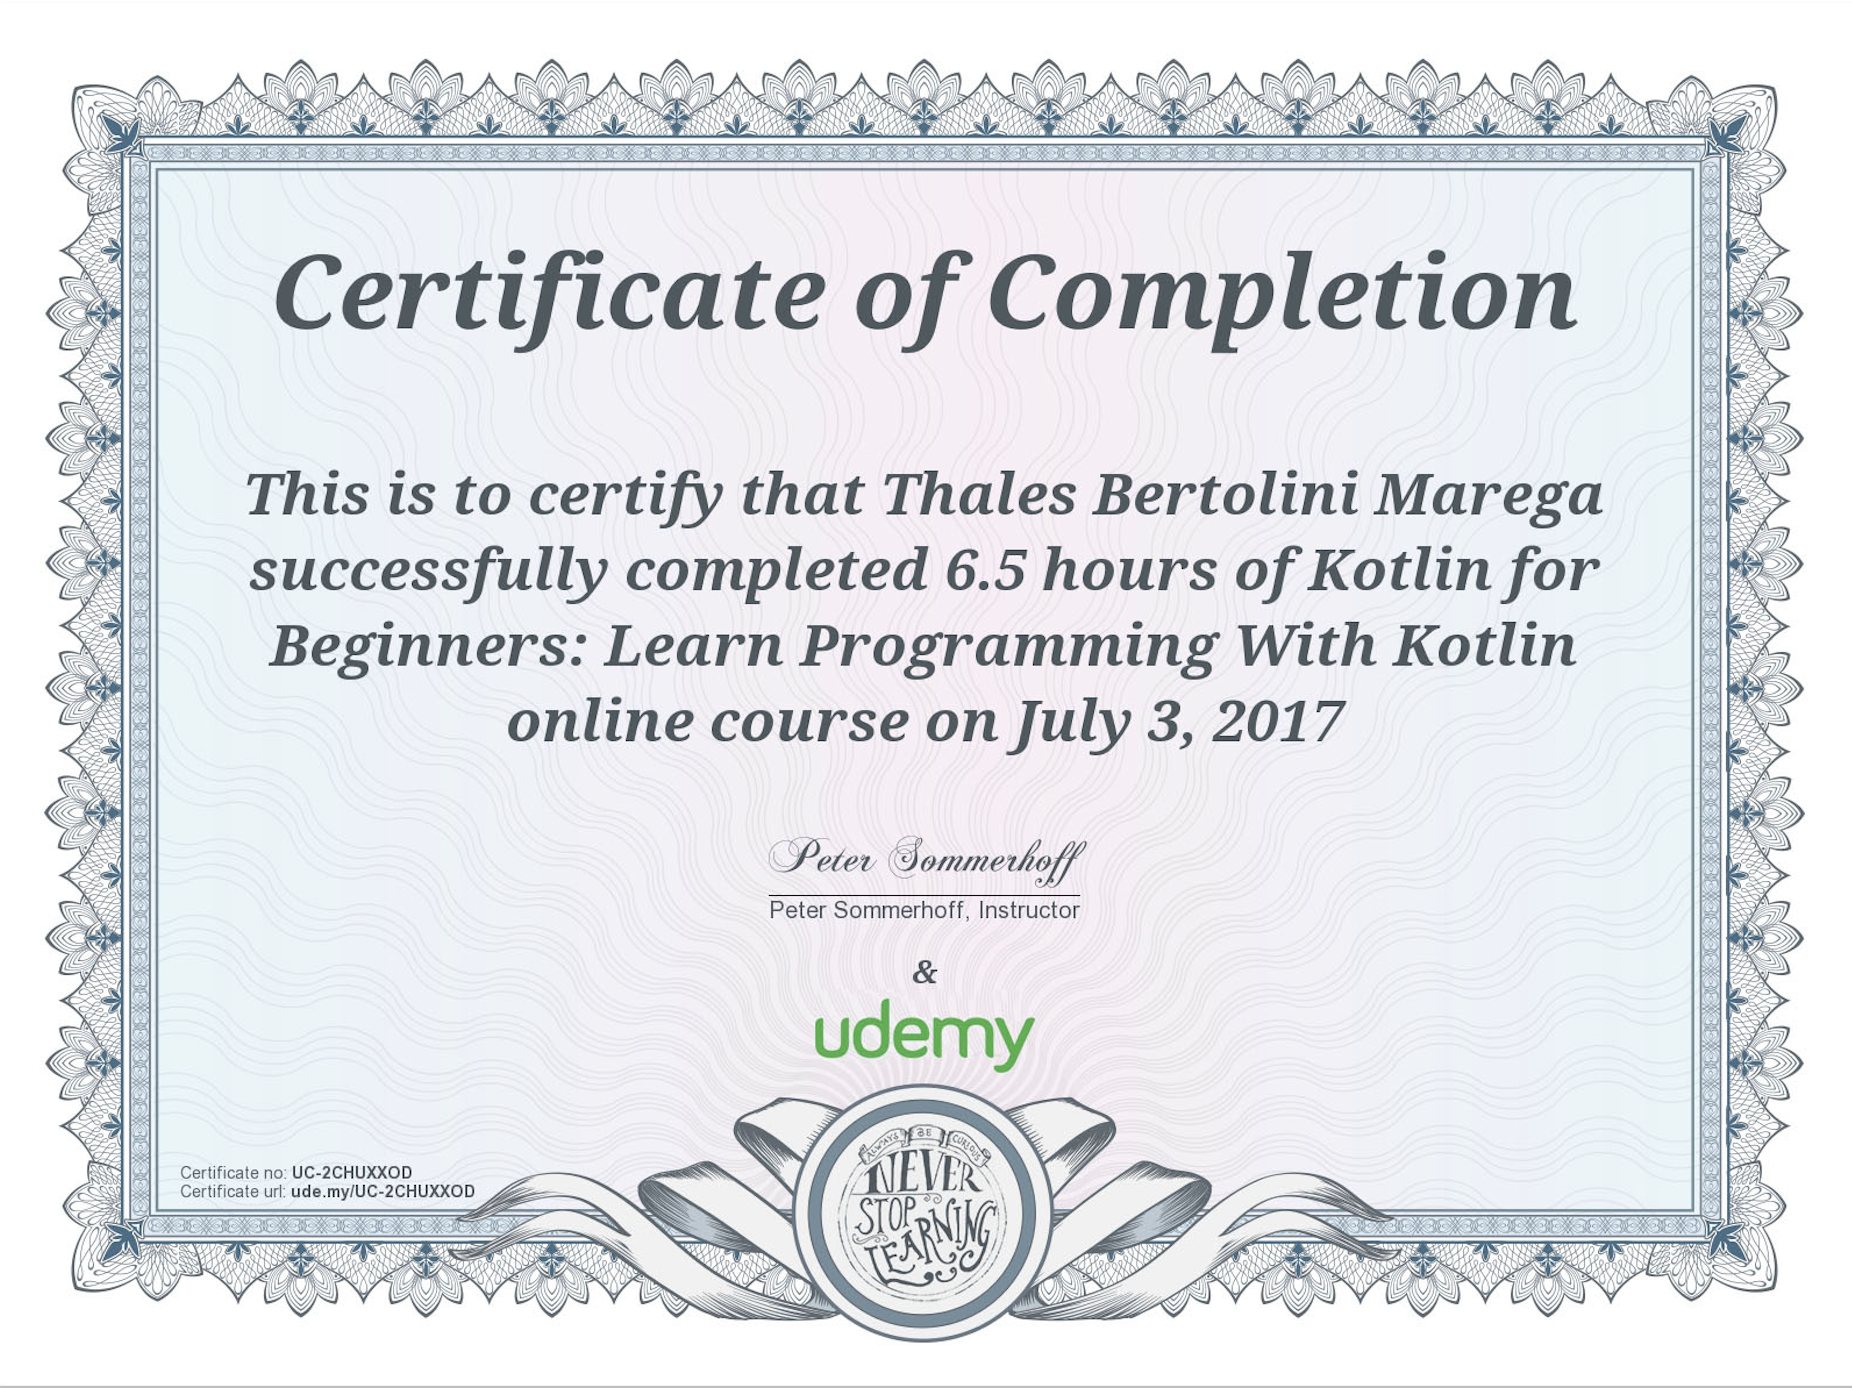 Certificate of Completion
This is to certify that Thales Bertolini Marega
successfully completed 6.5 hours of Kotlin for
Beginners: Learn Programming With Kotlin
online course on July 3, 2017
Peter Sommerhoff
Peter Sommerhoff, Instructor
&
udemy
Certificate no: UC-2CHUXXOD
Certificate url: ude.my/UC-2CHUXXOD
ALWAYS BE CURIOUS
NEVER
STOP
LEARNING